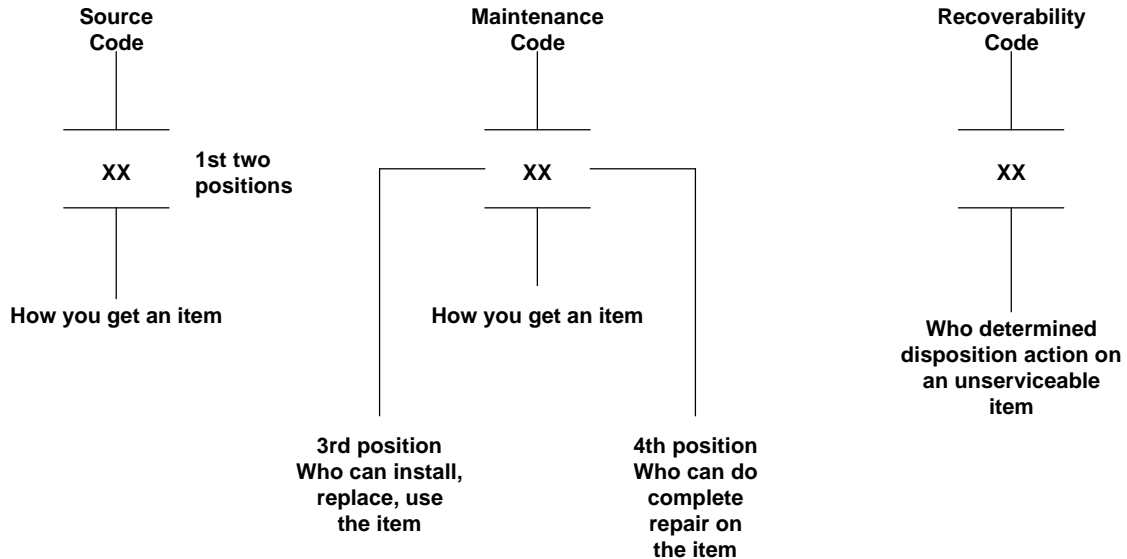 Source
Code
XX
1st two
positions
How you get an item
Maintenance
Code
XX
How you get an item
3rd position
Who can install,
replace, use
the item
4th position
Who can do
complete
repair on
the item
Recoverability
Code
XX
Who determined
disposition action on
an unserviceable
item